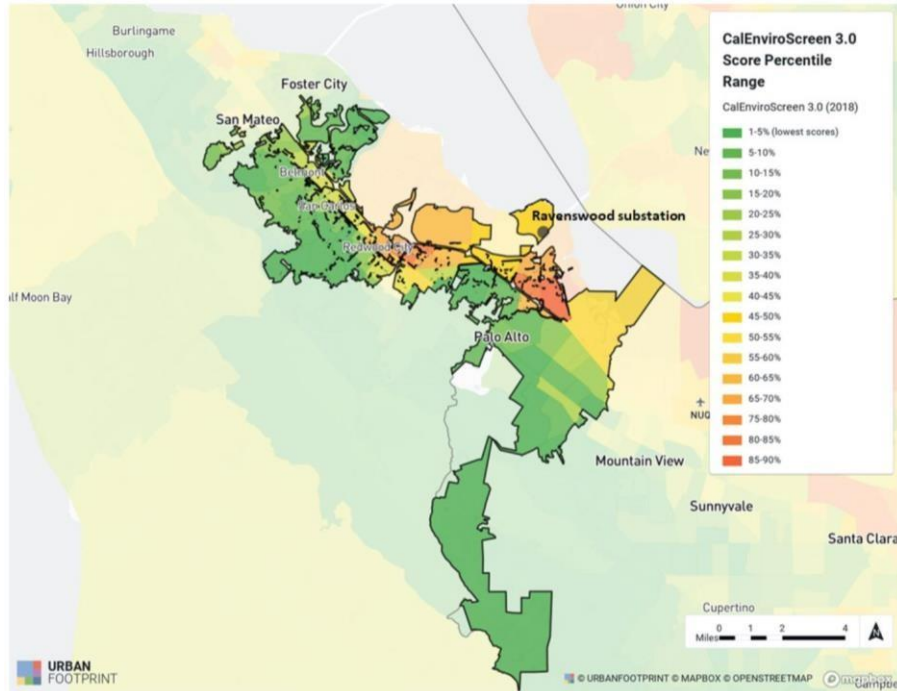 Union City
Burlingame
Hillsborough
Foster City
San Mateo
Belmont
San Carlos
Redwood City
Ravenswood substation
alf Moon Bay
Palo Alto
NUQ
Mountain View
Sunnyvale
Santa Clara
Cupertino
CalEnviroScreen 3.0
Score Percentile
Range
CalEnviroScreen 3.0 (2018)
1-5% (lowest scores)
5-10%
10-15%
15-20%
20-25%
25-30%
30-35%
35-40%
40-45%
45-50%
50-55%
55-60%
60-65%
65-70%
75-80%
80-85%
85-90%
0 1 2 4
Miles
N
URBAN
FOOTPRINT
© URBANFOOTPRINT © MAPBOX © OPENSTREETMAP
mapbox